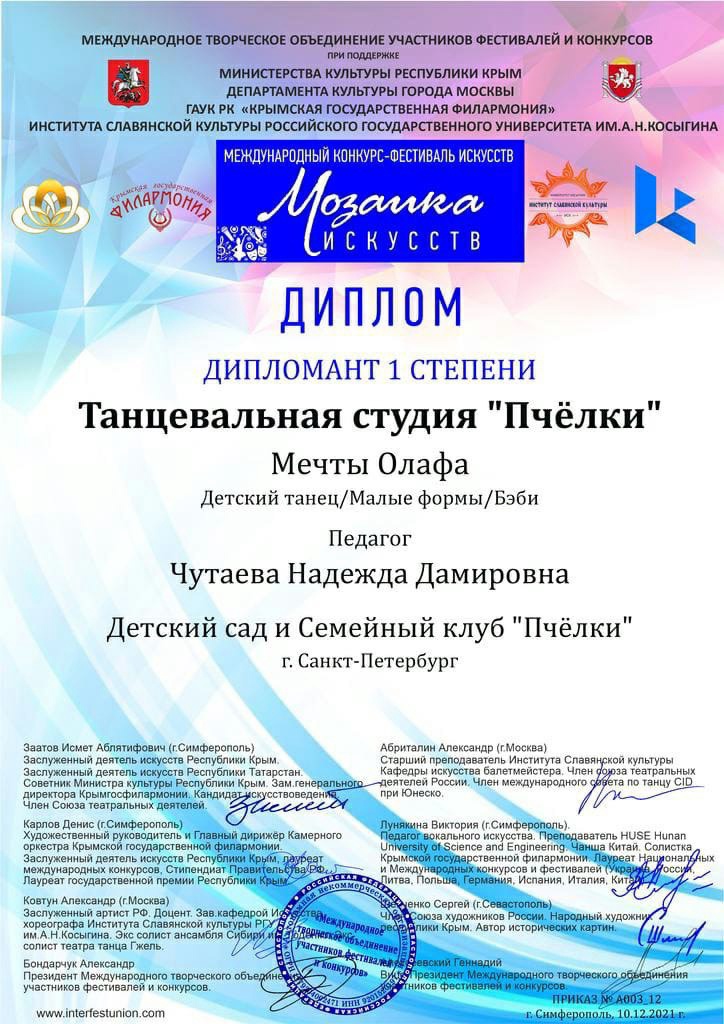 МЕЖДУНАРОДНОЕ ТВОРЧЕСКОЕ ОБЪЕДИНЕНИЕ УЧАСТНИКОВ ФЕСТИВАЛЕЙ И КОНКУРСОВ
ПРИ ПОДДЕРЖКЕ
МИНИСТЕРСТВА КУЛЬТУРЫ РЕСПУБЛИКИ КРЫМ
ДЕПАРТАМЕНТА КУЛЬТУРЫ ГОРОДА МОСКВЫ
ГАУК РК «КРЫМСКАЯ ГОСУДАРСТВЕННАЯ ФИЛАРМОНИЯ»
ИНСТИТУТА СЛАВЯНСКОЙ КУЛЬТУРЫ РОССИЙСКОГО ГОСУДАРСТВЕННОГО УНИВЕРСИТЕТА ИМ.А.Н.КОСЫГИНА
Крымская государственная
ФИЛАРМОНИЯ
МЕЖДУНАРОДНЫЙ КОНКУРС-ФЕСТИВАЛЬ ИСКУССТВ
Мозаика
ИСКУССТВ
ИНСТИТУТ СЛАВЯНСКОЙ КУЛЬТУРЫ
ДИПЛОМ
ДИПЛОМАНТ 1 СТЕПЕНИ
Танцевальная студия "Пчёлки"
Мечты Олафа
Детский танец/Малые формы/Бэби
Педагог
Чутаева Надежда Дамировна
Детский сад и Семейный клуб "Пчёлки"
г. Санкт-Петербург
Заатов Исмет Аблятифович (г.Симферополь)
Заслуженный деятель искусств Республики Крым.
Заслуженный деятель искусств Республики Татарстан.
Советник Министра культуры Республики Крым. Зам.генерального
директора Крымгосфилармонии. Кандидат искусствоведения.
Член Союза театральных деятелей.
Карлов Денис (г.Симферополь)
Художественный руководитель и Главный дирижёр Камерного
оркестра Крымской государственной филармонии.
Заслуженный деятель искусств Республики Крым, лауреат
международных конкурсов, Стипендиат Правительства РФ,
Лауреат государственной премии Республики Крым
Ковтун Александр (г.Москва)
Заслуженный артист РФ. Доцент. Зав.кафедрой Искусства
хореографа Института Славянской культуры РГУ
им.А.Н.Косыгина. Экс солист ансамбля Сибири
солист театра танца Гжель.
Бондарчук Александр
Президент Международного творческого объединения
участников фестивалей и конкурсов.
Абриталин Александр (г.Москва)
Старший преподаватель Института Славянской культуры
Кафедры искусства балетмейстера. Член союза театральных
деятелей России. Член международного совета по танцу CID
при Юнеско.
Лунякина Виктория (г.Симферополь).
Педагог вокального искусства. Преподаватель HUSE Hunan
University of Science and Engineering. Чанша Китай. Солистка
Крымской государственной филармонии. Лауреат Национальных
и Международных конкурсов и фестивалей (Украина, Россия,
Литва, Польша, Германия, Испания, Италия, Китай
Сергей (г.Севастополь)
Член Союза художников России. Народный художник
республики Крым. Автор исторических картин.
Геннадий
Вице Президент Международного творческого объединения
участников фестивалей и конкурсов.
«Международное
творческое объединение
участников фестивалей
и конкурсов»
ПРИКАЗ № А003_12
www.interfestunion.com
г. Симферополь, 10.12.2021 г.